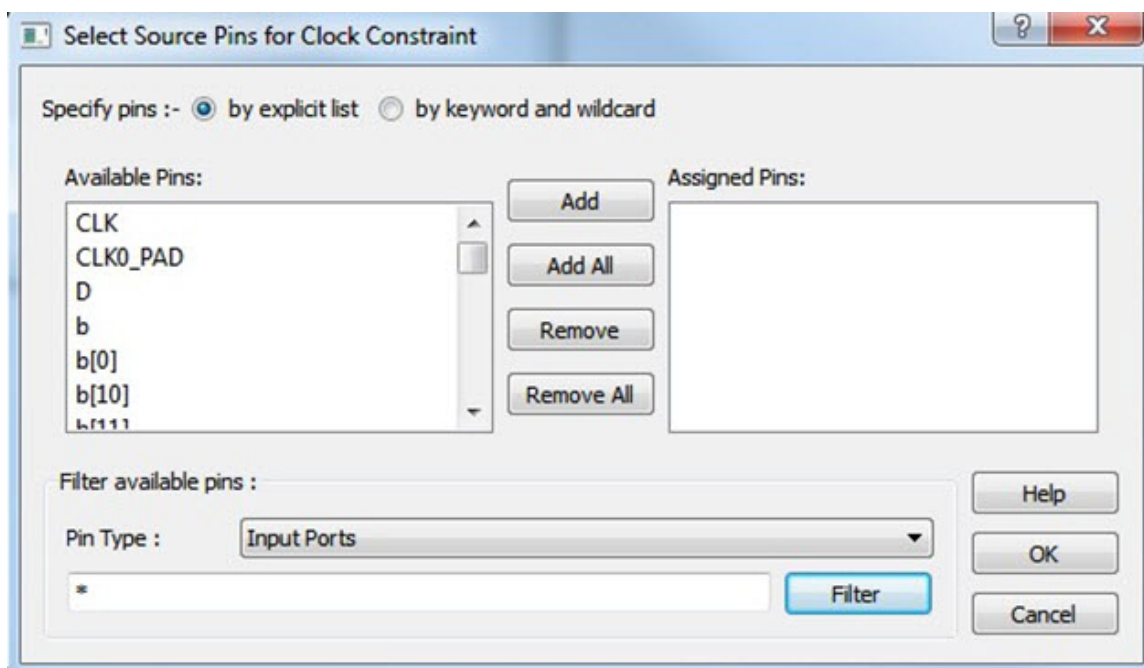 Select Source Pins for Clock Constraint
Specify pins :- by explicit list by keyword and wildcard
Available Pins:
Assigned Pins:
CLK
CLK0_PAD
D
b
b[0]
b[10]
b[11]
Add
Add All
Remove
Remove All
Filter available pins :
Pin Type : Input Ports
*
Filter
Help
OK
Cancel